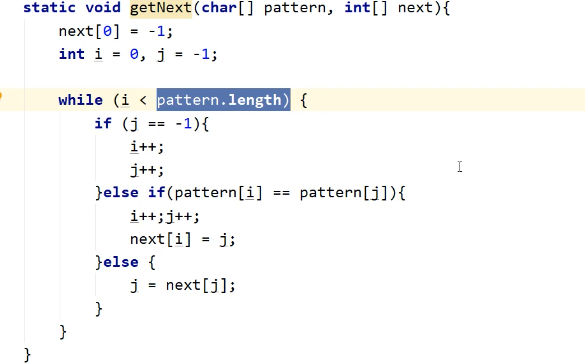 static void getNext(char[] pattern, int[] next){
next[0] = -1;
int i = 0, j = -1;
while (i < pattern.length) {
if (j == -1){
i++;
j++;
}else if(pattern[i] == pattern[j]){
i++;j++;
next[i] = j;
}else {
j = next[j];
}
}
}